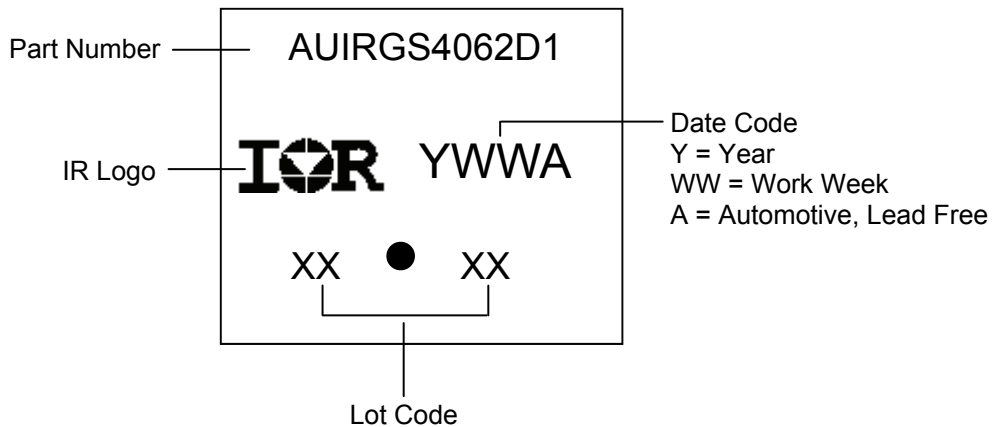 Part Number
AUIRGS4062D1
IR Logo
IOR YWWA
Date Code
Y = Year
WW = Work Week
A = Automotive, Lead Free
XX XX
Lot Code